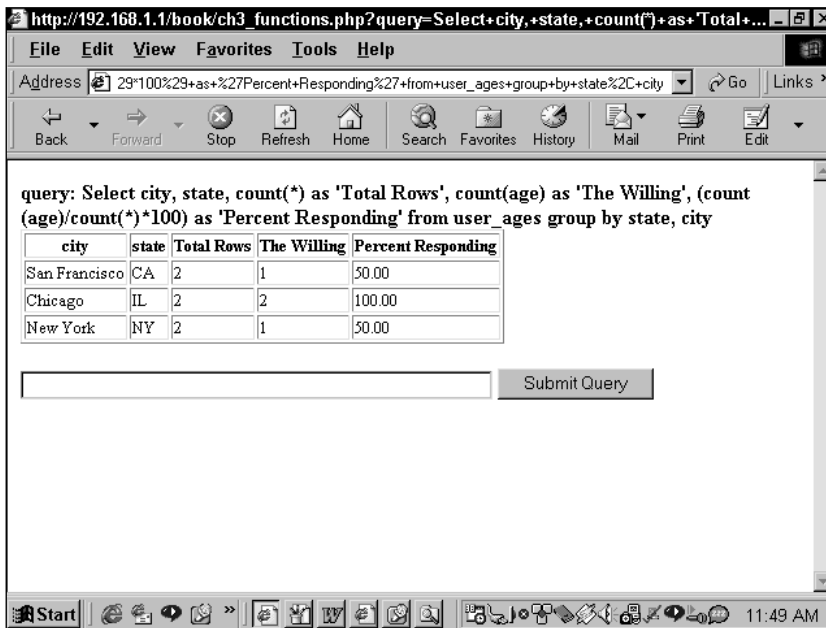 http://192.168.1.1/book/ch3_functions.php?query=Select+city,+state,+count(*)+as+'Total+...
File Edit View Favorites Tools Help
Address 29*100%29+as+%27Percent+Responding%27+from+user_ages+group+by+state%2C+city Go Links
Back Forward Stop Refresh Home Search Favorites History Mail Print Edit
query: Select city, state, count(*) as 'Total Rows', count(age) as 'The Willing', (count
(age)/count(*)*100) as 'Percent Responding' from user_ages group by state, city
city state Total Rows The Willing Percent Responding
San Francisco CA 2 1 50.00
Chicago IL 2 2 100.00
New York NY 2 1 50.00
Submit Query
Start 11:49 AM